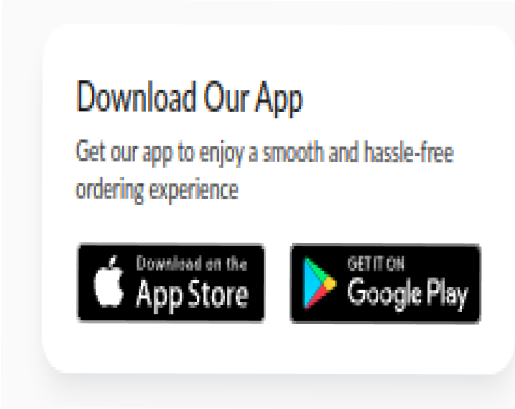 Download Our App
Get our app to enjoy a smooth and hassle-free
ordering experience
Download on the
App Store
GET IT ON
Google Play